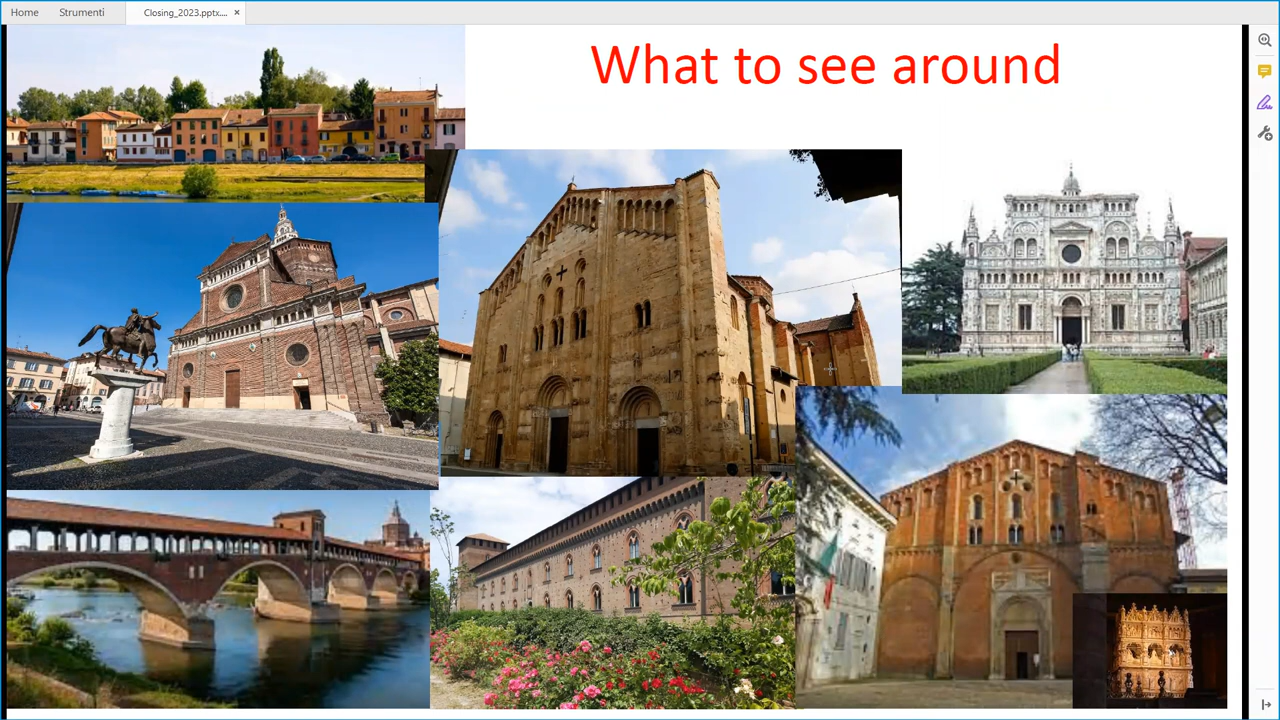 Home Strumenti Closing_2023.pptx.... ×
What to see around